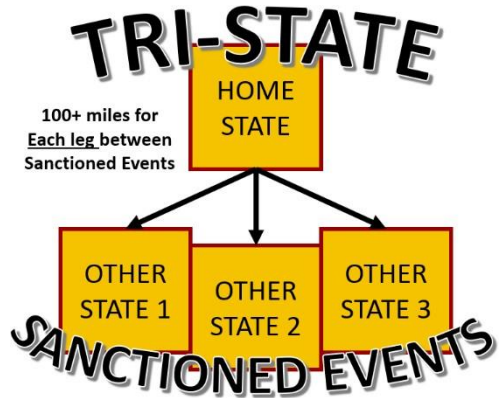 TRI-STATE
HOME
STATE
100+ miles for
Each leg between
Sanctioned Events
OTHER
STATE 1
OTHER
STATE 2
OTHER
STATE 3
SANCTIONED EVENTS